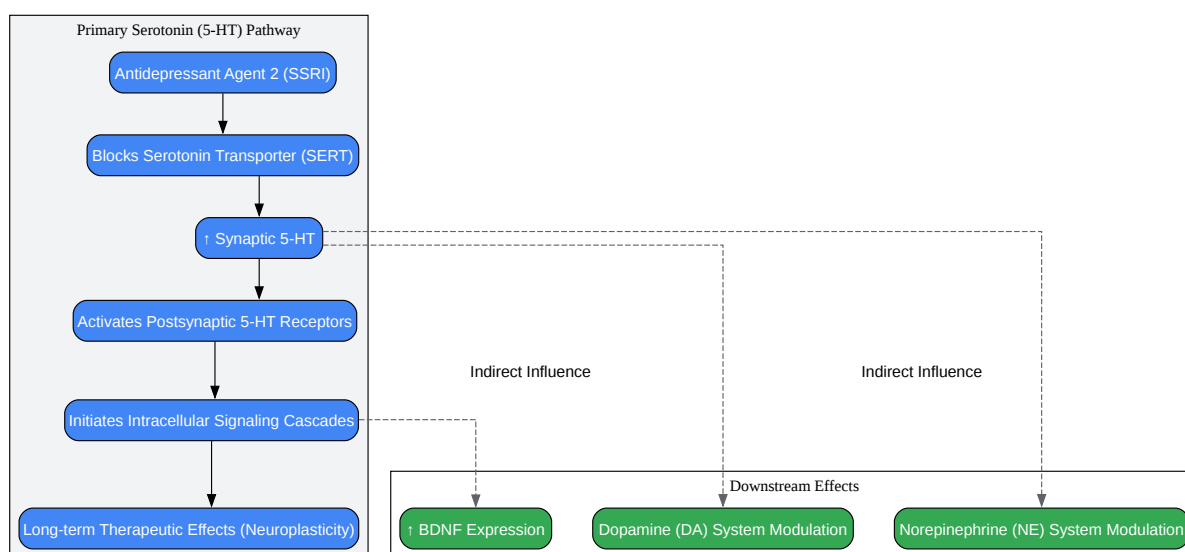 Primary Serotonin (5-HT) Pathway
Antidepressant Agent 2 (SSRI)
Blocks Serotonin Transporter (SERT)
↑ Synaptic 5-HT
Activates Postsynaptic 5-HT Receptors
Indirect Influence
Indirect Influence
Initiates Intracellular Signaling Cascades
Downstream Effects
Long-term Therapeutic Effects (Neuroplasticity)
↑ BDNF Expression
Dopamine (DA) System Modulation
Norepinephrine (NE) System Modulation